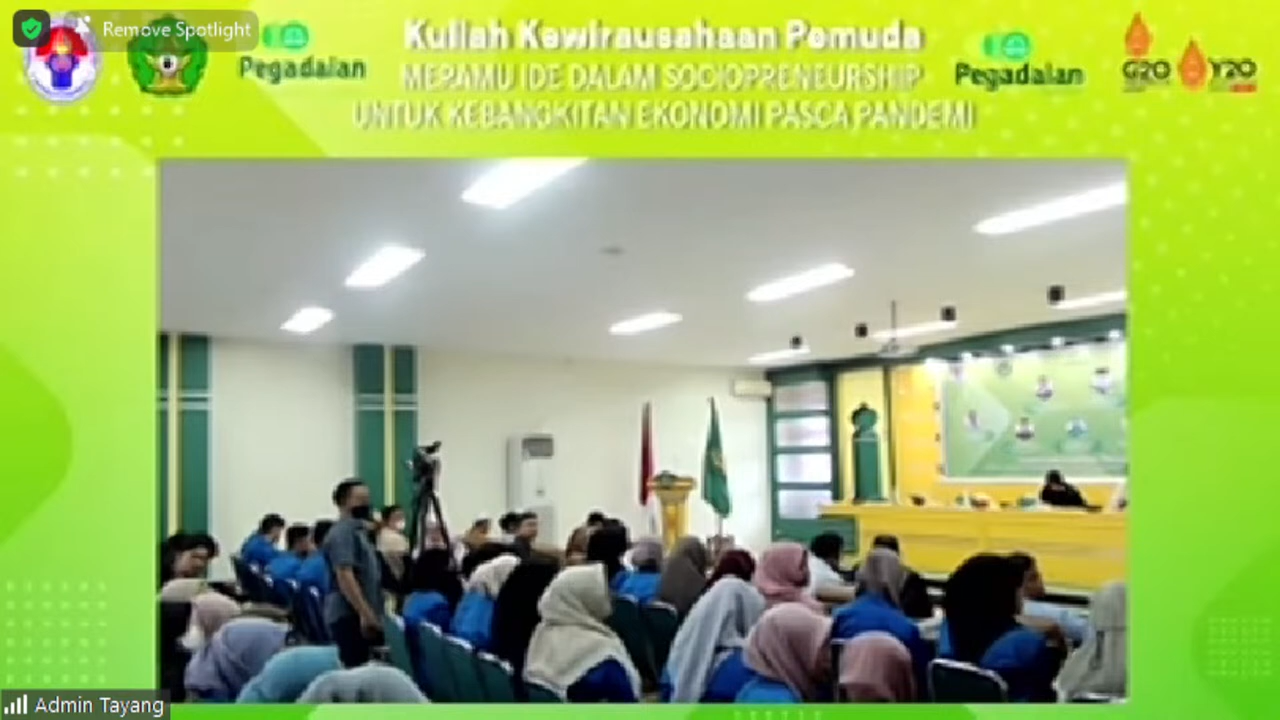 Remove Spotlight
Pegadaian
Kuliah Kewirausahaan Pemuda
MERAMU IDE DALAM SOCIOPRENEURSHIP
UNTUK KEBANGKITAN EKONOMI PASCA PANDEMI
Pegadaian
G20 Y20
Admin Tayang